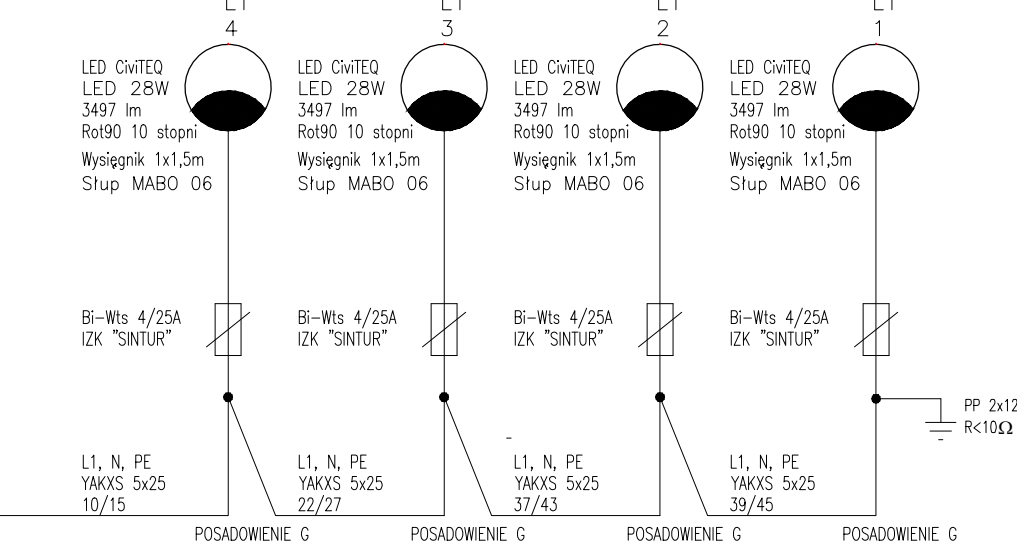 L1
4
LED CiviTEQ
LED 28W
3497 lm
Rot90 10 stopni
Wysięgnik 1x1,5m
Słup MABO 06
Bi-Wts 4/25A
IZK "SINTUR"
L1, N, PE
YAKXS 5x25
10/15
POSADOWIENIE G
L1
3
LED CiviTEQ
LED 28W
3497 lm
Rot90 10 stopni
Wysięgnik 1x1,5m
Słup MABO 06
Bi-Wts 4/25A
IZK "SINTUR"
L1, N, PE
YAKXS 5x25
22/27
POSADOWIENIE G
L1
2
LED CiviTEQ
LED 28W
3497 lm
Rot90 10 stopni
Wysięgnik 1x1,5m
Słup MABO 06
Bi-Wts 4/25A
IZK "SINTUR"
L1, N, PE
YAKXS 5x25
37/43
POSADOWIENIE G
L1
1
LED CiviTEQ
LED 28W
3497 lm
Rot90 10 stopni
Wysięgnik 1x1,5m
Słup MABO 06
Bi-Wts 4/25A
IZK "SINTUR"
L1, N, PE
YAKXS 5x25
39/45
POSADOWIENIE G
PP 2x12
R<10Ω